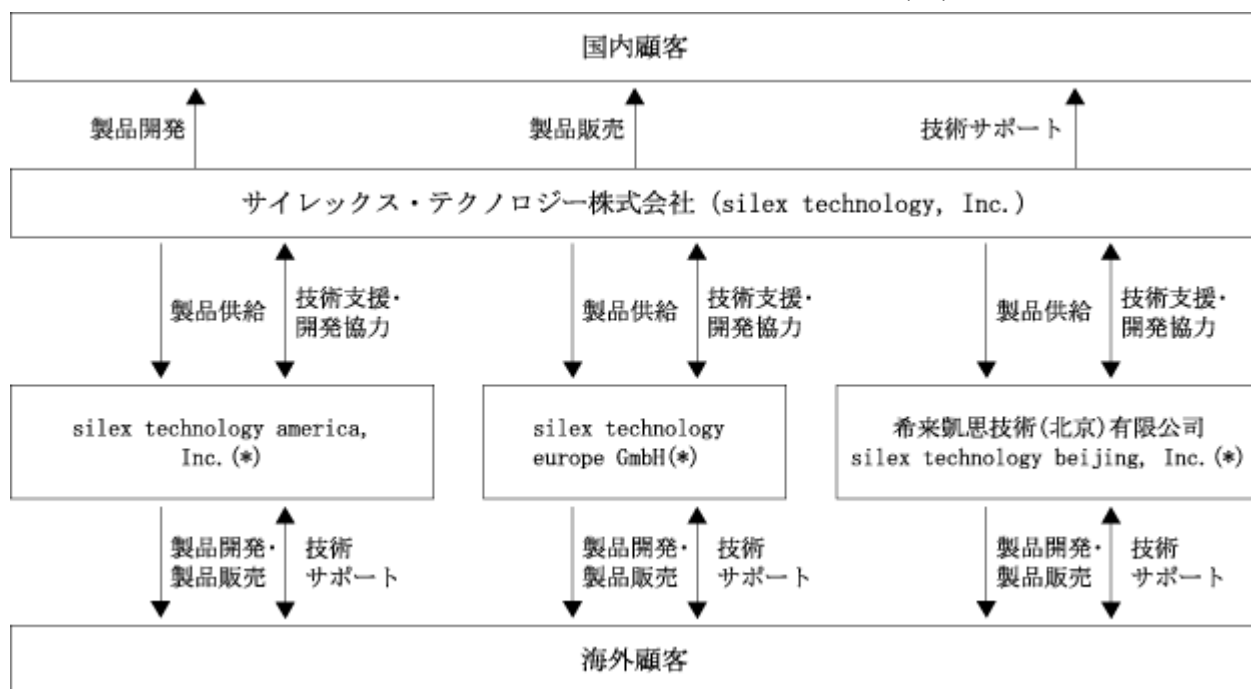 国内顧客
製品開発
製品販売
技術サポート
サイレックス・テクノロジー株式会社 (silex technology, Inc.)
製品供給
技術支援・
開発協力
製品供給
技術支援・
開発協力
製品供給
技術支援・
開発協力
silex technology america,
Inc.(*)
silex technology
europe GmbH(*)
希来凱思技術(北京)有限公司
silex technology beijing, Inc.(*)
製品開発・
製品販売
技術
サポート
製品開発・
製品販売
技術
サポート
製品開発・
製品販売
技術
サポート
海外顧客